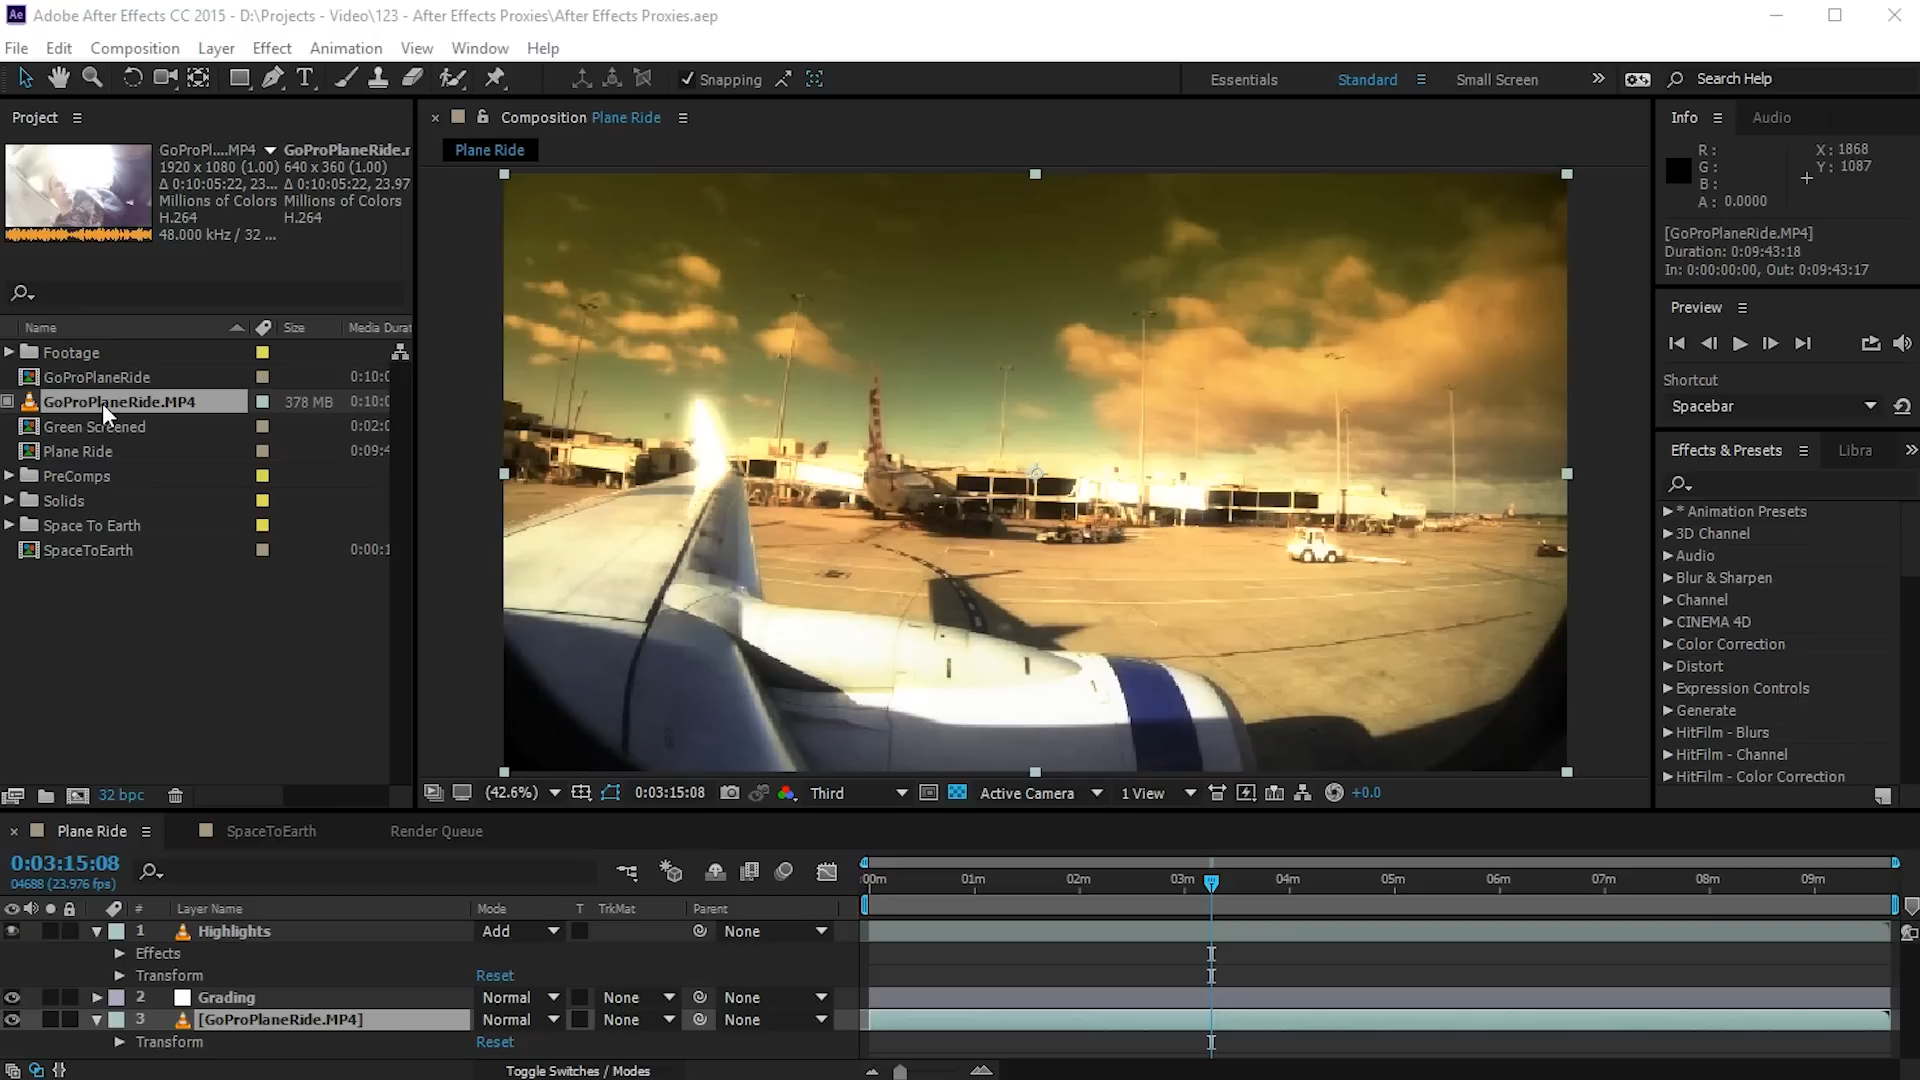 Ae Adobe After Effects CC 2015 - D:\Projects - Video\123 - After Effects Proxies\After Effects Proxies.aep
File Edit Composition Layer Effect Animation View Window Help
T Snapping Essentials Standard Small Screen Search Help
Project
GoProPl....MP4 GoProPlaneRide.r
1920 x 1080 (1.00) 640 x 360 (1.00)
Δ 0:10:05:22, 23... Δ 0:10:05:22, 23.97
Millions of Colors Millions of Colors
H.264 H.264
48.000 kHz / 32 ...
Name Size Media Durat
Footage
GoProPlaneRide 0:10:0
GoProPlaneRide.MP4 378 MB 0:10:0
Green Screened 0:02:0
Plane Ride 0:09:4
PreComps
Solids
Space To Earth
SpaceToEarth 0:00:1
32 bpc
Composition Plane Ride
Plane Ride
(42.6%) 0:03:15:08 Third Active Camera 1 View +0.0
Info Audio
R: X: 1868
G: Y: 1087
B:
A: 0.0000
[GoProPlaneRide.MP4]
Duration: 0:09:43:18
In: 0:00:00:00, Out: 0:09:43:17
Preview
Shortcut
Spacebar
Effects & Presets Libra
* Animation Presets
3D Channel
Audio
Blur & Sharpen
Channel
CINEMA 4D
Color Correction
Distort
Expression Controls
Generate
HitFilm - Blurs
HitFilm - Channel
HitFilm - Color Correction
Plane Ride SpaceToEarth Render Queue
0:03:15:08
04688 (23.976 fps)
:00m 01m 02m 03m 04m 05m 06m 07m 08m 09m
# Layer Name Mode T TrkMat Parent
1 Highlights Add None
Effects
Transform Reset
2 Grading Normal None None
3 [GoProPlaneRide.MP4] Normal None None
Transform Reset
Toggle Switches / Modes